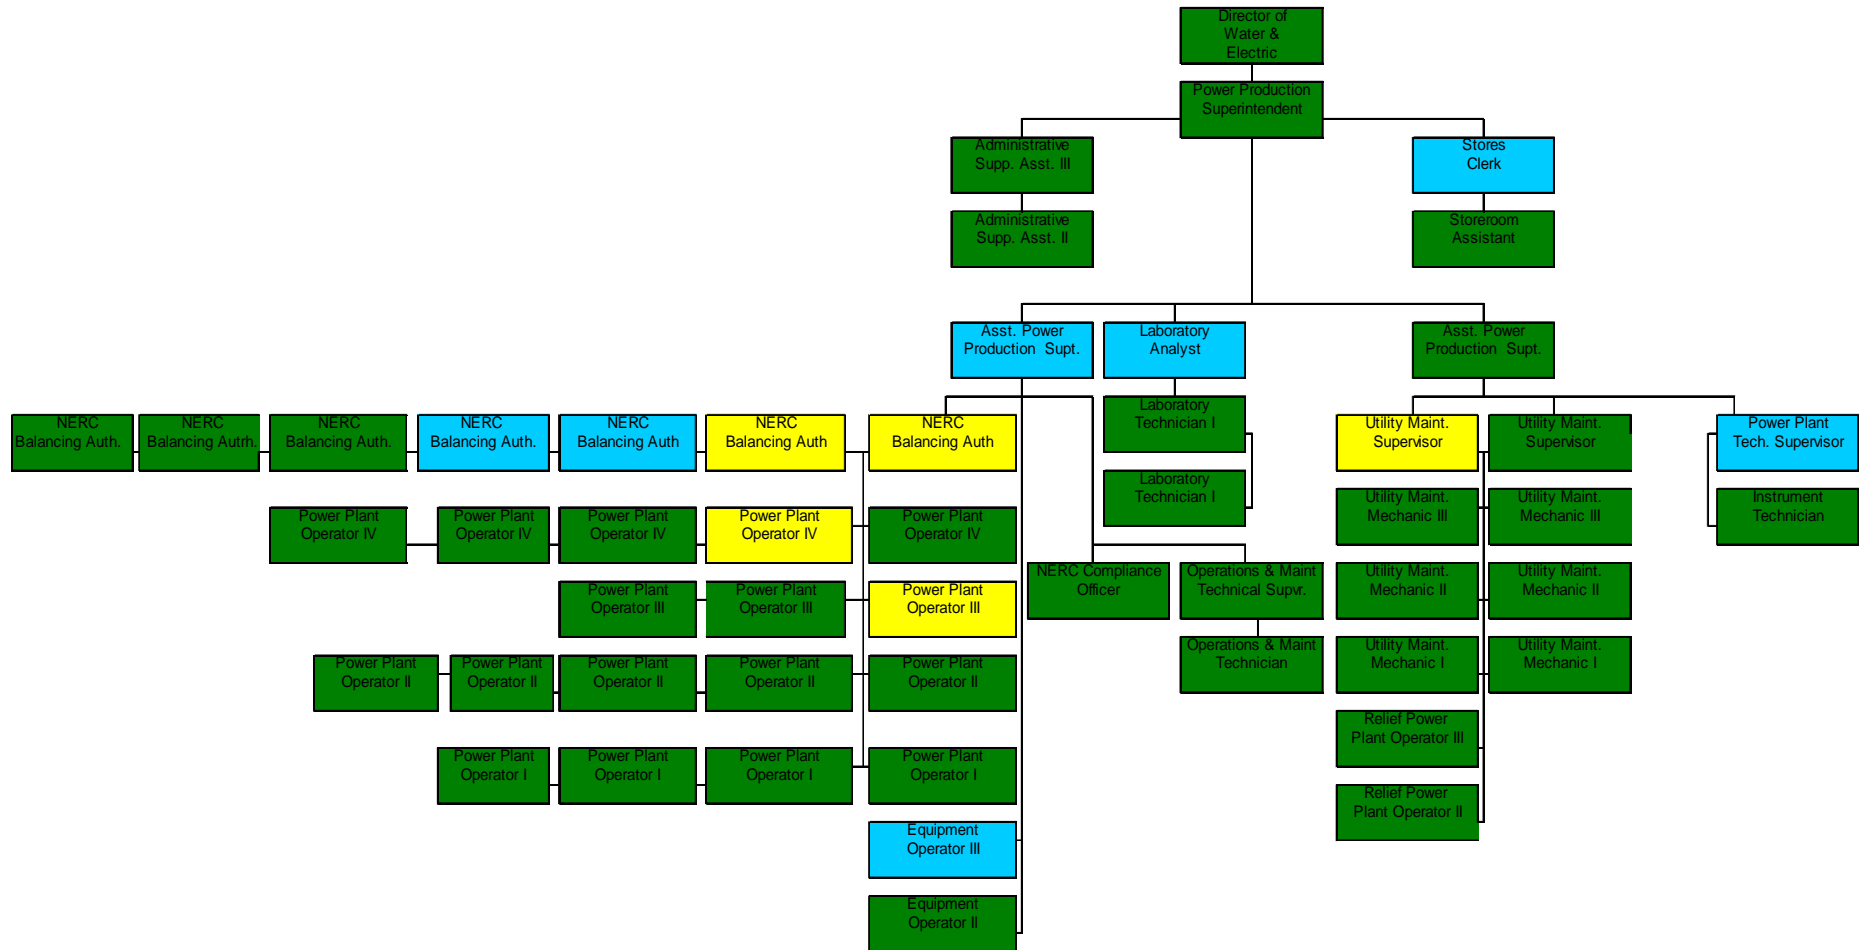 Director of
Water &
Electric
Power Production
Superintendent
Administrative
Supp. Asst. III
Stores
Clerk
Administrative
Supp. Asst. II
Storeroom
Assistant
Asst. Power
Production Supt.
Laboratory
Analyst
Asst. Power
Production Supt.
NERC
Balancing Auth.
NERC
Balancing Autrh.
NERC
Balancing Auth.
NERC
Balancing Auth.
NERC
Balancing Auth
NERC
Balancing Auth
NERC
Balancing Auth
Laboratory
Technician I
Utility Maint.
Supervisor
Utility Maint.
Supervisor
Power Plant
Tech. Supervisor
Laboratory
Technician I
Utility Maint.
Mechanic III
Utility Maint.
Mechanic III
Instrument
Technician
Power Plant
Operator IV
Power Plant
Operator IV
Power Plant
Operator IV
Power Plant
Operator IV
Power Plant
Operator IV
NERC Compliance
Officer
Operations & Maint
Technical Supvr.
Utility Maint.
Mechanic II
Utility Maint.
Mechanic II
Power Plant
Operator III
Power Plant
Operator III
Power Plant
Operator III
Operations & Maint
Technician
Utility Maint.
Mechanic I
Utility Maint.
Mechanic I
Power Plant
Operator II
Power Plant
Operator II
Power Plant
Operator II
Power Plant
Operator II
Power Plant
Operator II
Relief Power
Plant Operator III
Power Plant
Operator I
Power Plant
Operator I
Power Plant
Operator I
Power Plant
Operator I
Relief Power
Plant Operator II
Equipment
Operator III
Equipment
Operator II